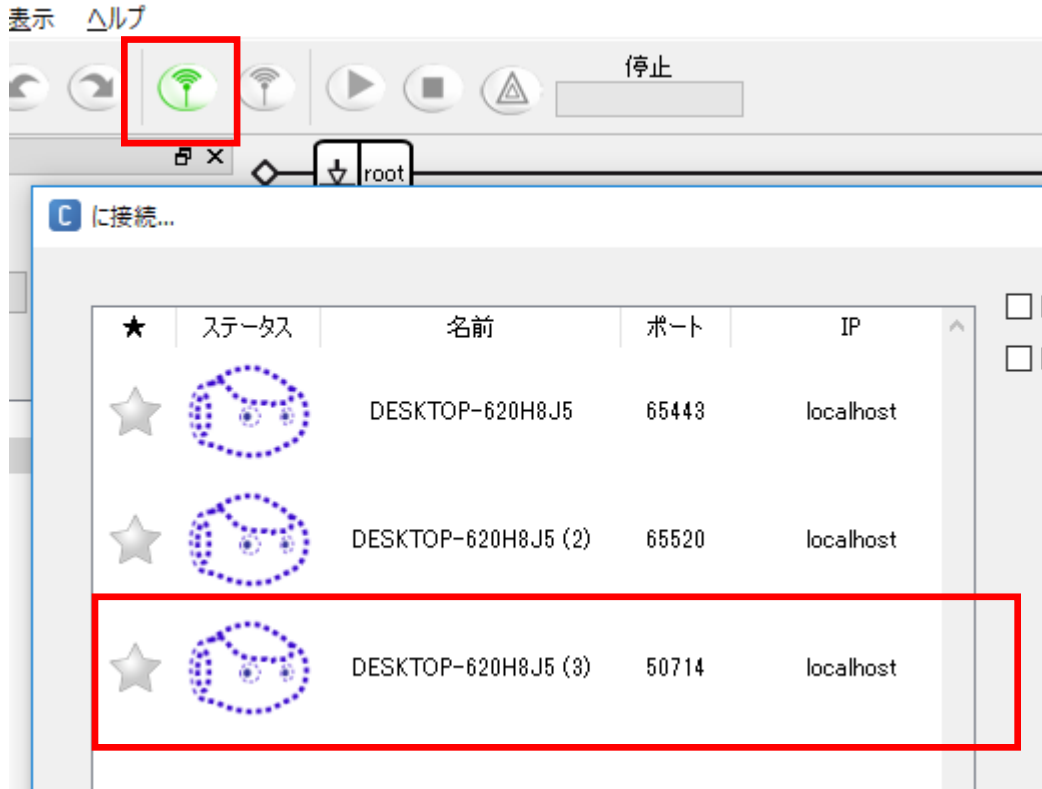 表示 ヘルプ
停止
root
C に接続...
★ ステータス 名前 ポート IP
DESKTOP-620H8J5 65443 localhost
DESKTOP-620H8J5 (2) 65520 localhost
DESKTOP-620H8J5 (3) 50714 localhost